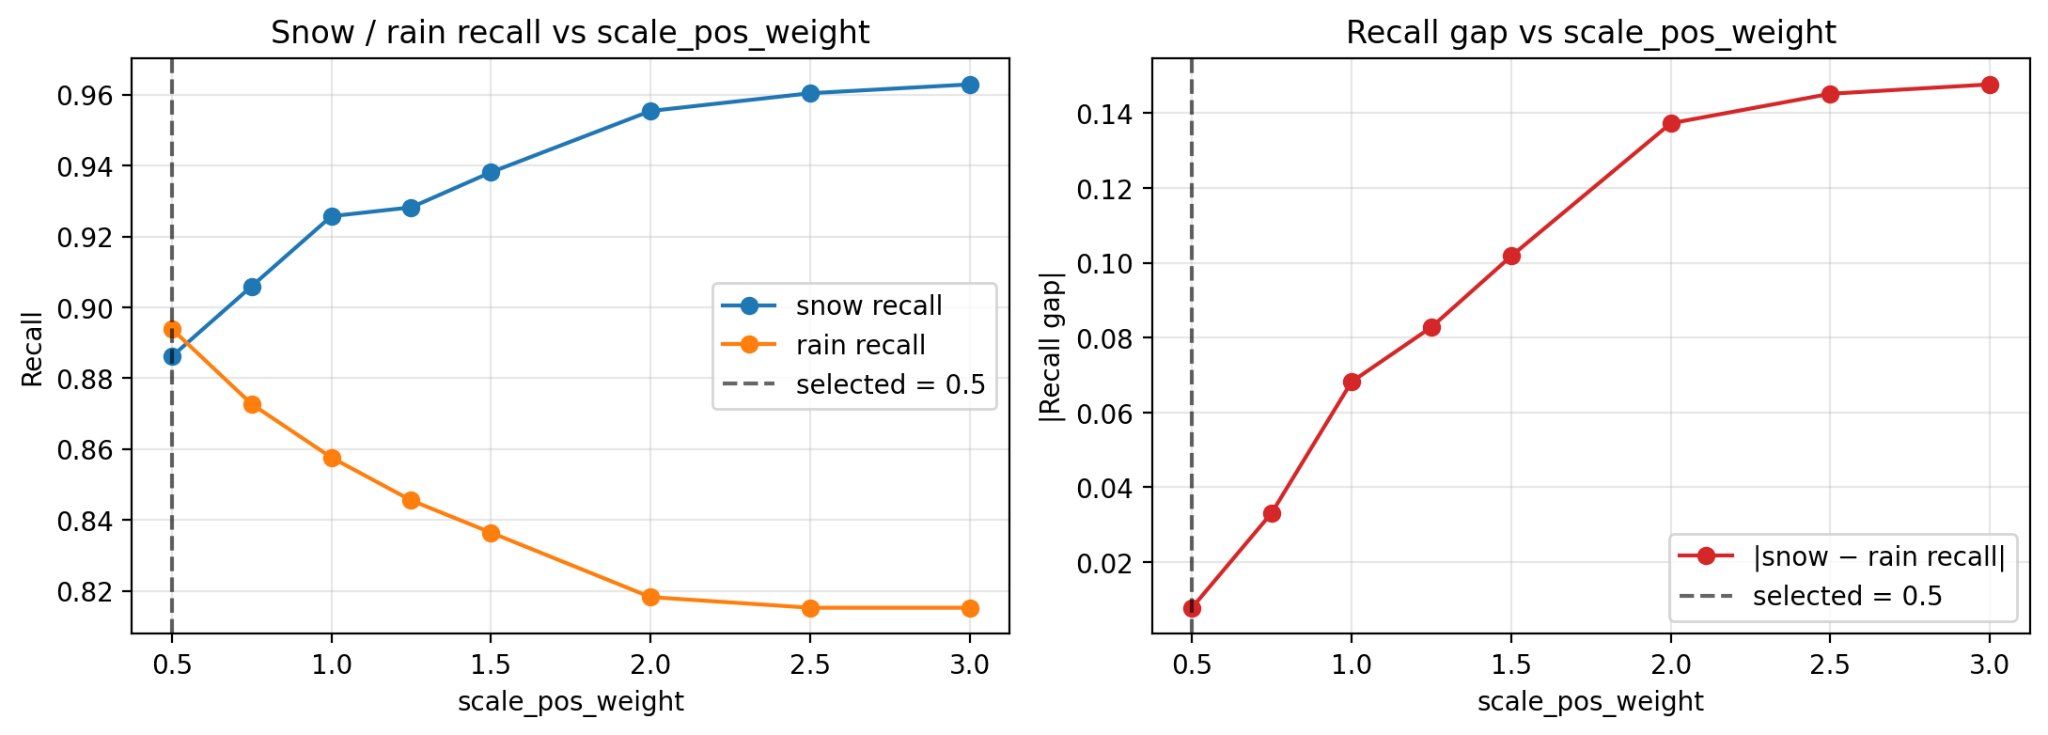 Snow / rain recall vs scale_pos_weight
Recall
0.96
0.94
0.92
0.90
0.88
0.86
0.84
0.82
snow recall
rain recall
selected = 0.5
0.5 1.0 1.5 2.0 2.5 3.0
scale_pos_weight
Recall gap vs scale_pos_weight
|Recall gap|
0.14
0.12
0.10
0.08
0.06
0.04
0.02
|snow − rain recall|
selected = 0.5
0.5 1.0 1.5 2.0 2.5 3.0
scale_pos_weight